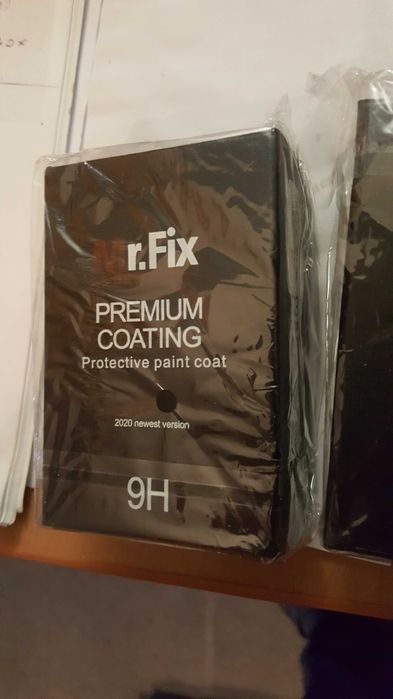 Mr.Fix
PREMIUM
COATING
Protective paint coat
2020 newest version
9H